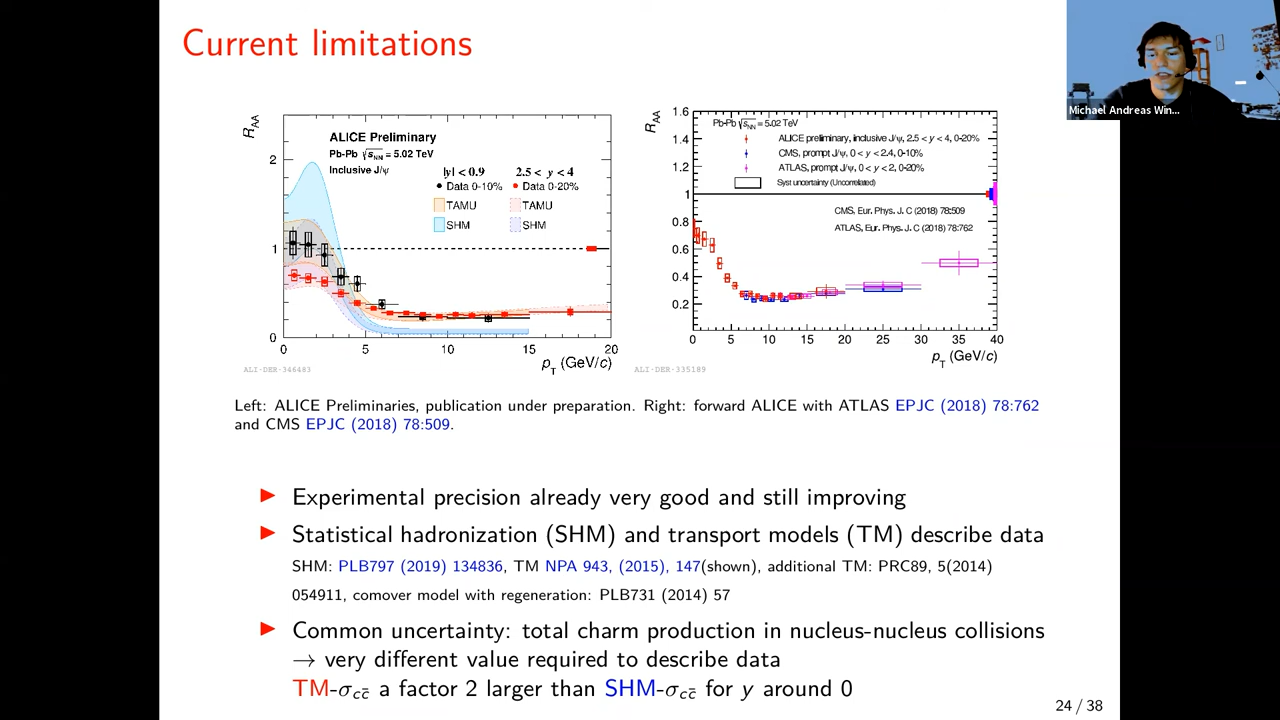 Current limitations
Michael Andreas Win...
R_AA
ALICE Preliminary
Pb-Pb √s_NN = 5.02 TeV
Inclusive J/ψ
|y| < 0.9 2.5 < y < 4
Data 0-10% Data 0-20%
TAMU TAMU
SHM SHM
2
1
0
0 5 10 15 20
p_T (GeV/c)
ALI-DER-346483
R_AA
1.6
1.4
1.2
1
0.8
0.6
0.4
0.2
Pb-Pb √s_NN = 5.02 TeV
ALICE preliminary, inclusive J/ψ, 2.5 < y < 4, 0-20%
CMS, prompt J/ψ, 0 < y < 2.4, 0-10%
ATLAS, prompt J/ψ, 0 < y < 2, 0-20%
Syst uncertainty (Uncorrelated)
CMS, Eur. Phys. J. C (2018) 78:509
ATLAS, Eur. Phys. J. C (2018) 78:762
0 5 10 15 20 25 30 35 40
p_T (GeV/c)
ALI-DER-335189
Left: ALICE Preliminaries, publication under preparation. Right: forward ALICE with ATLAS EPJC (2018) 78:762
and CMS EPJC (2018) 78:509.
▶ Experimental precision already very good and still improving
▶ Statistical hadronization (SHM) and transport models (TM) describe data
SHM: PLB797 (2019) 134836, TM NPA 943, (2015), 147(shown), additional TM: PRC89, 5(2014)
054911, comover model with regeneration: PLB731 (2014) 57
▶ Common uncertainty: total charm production in nucleus-nucleus collisions
→ very different value required to describe data
TM-σ_cc̄ a factor 2 larger than SHM-σ_cc̄ for y around 0
24 / 38